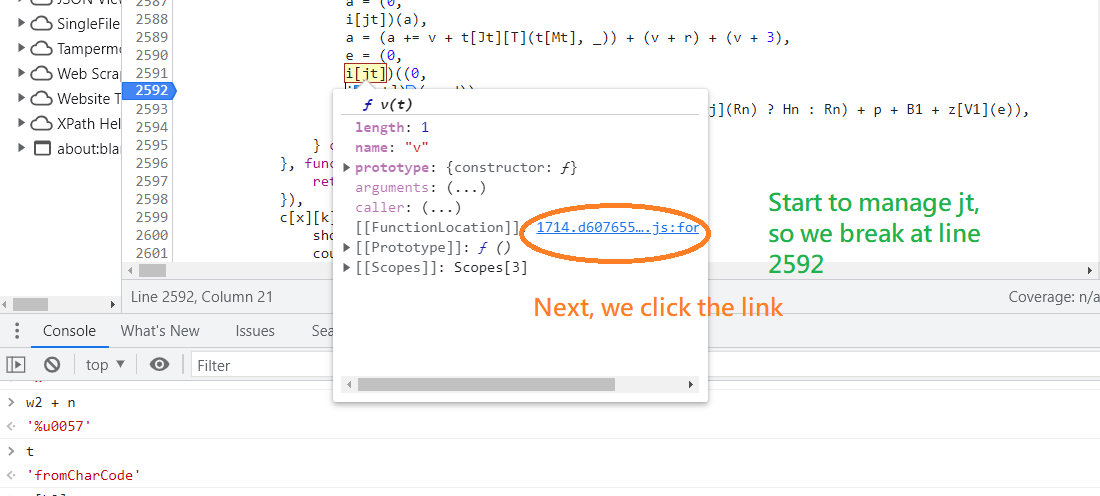 JSON View
2587
a = (0,
SingleFile
2588
i[jt])(a),
Tamperm
2589
a = (a += v + t[Jt][T](t[Mt], _)) + (v + r) + (v + 3),
2590
e = (0,
Web Scrap
2591
i[jt])((0,
Website T
2592
2593
j](Rn) ? Hn : Rn) + p + B1 + z[V1](e)),
XPath Hel
2594
about:bla
2595
2596
}, func
2597
ret
2598
}),
2599
c[x][k]
2600
sho
2601
cou
ƒ v(t)
length: 1
name: "v"
prototype: {constructor: ƒ}
arguments: (...)
caller: (...)
[[FunctionLocation]]
1714.d607655….js:for
[[Prototype]]: ƒ ()
[[Scopes]]: Scopes[3]
Start to manage jt,
so we break at line
2592
Next, we click the link
Line 2592, Column 21
Coverage: n/a
Console
What's New
Issues
Sea
top
Filter
w2 + n
'%u0057'
t
'fromCharCode'